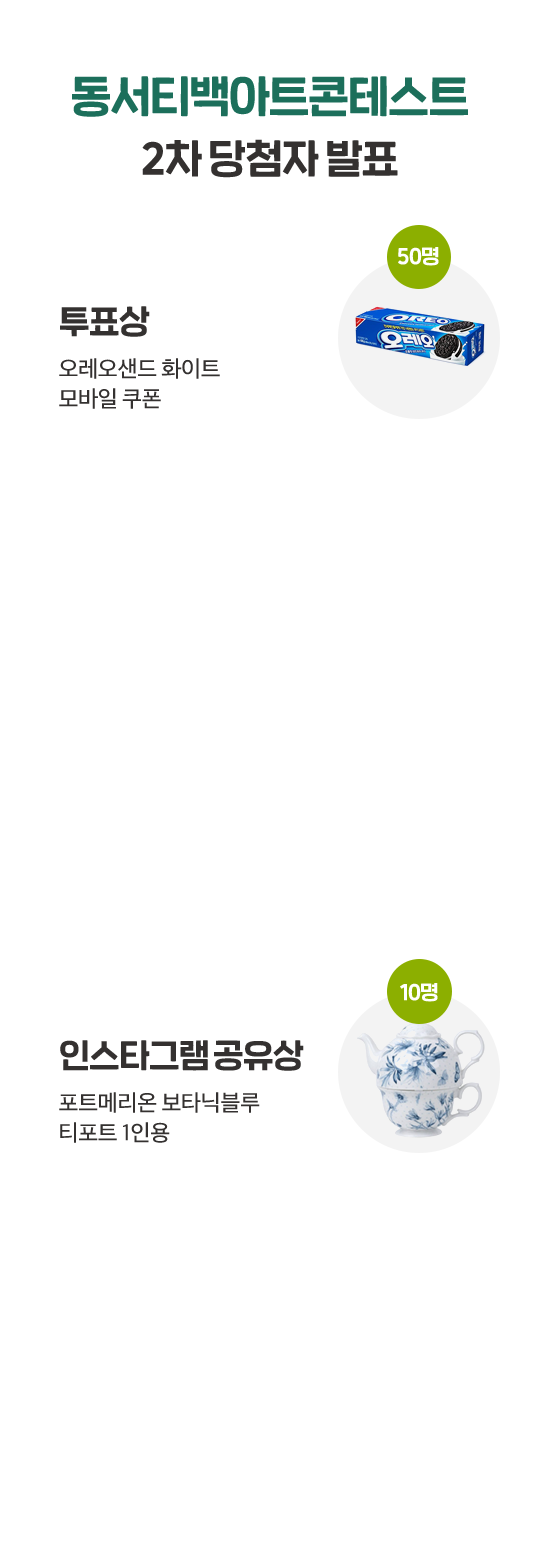 동서티백아트콘테스트
2차 당첨자 발표
50명
OREO
오레오
투표상
오레오샌드 화이트
모바일 쿠폰
10명
인스타그램 공유상
포트메리온 보타닉블루
티포트 1인용